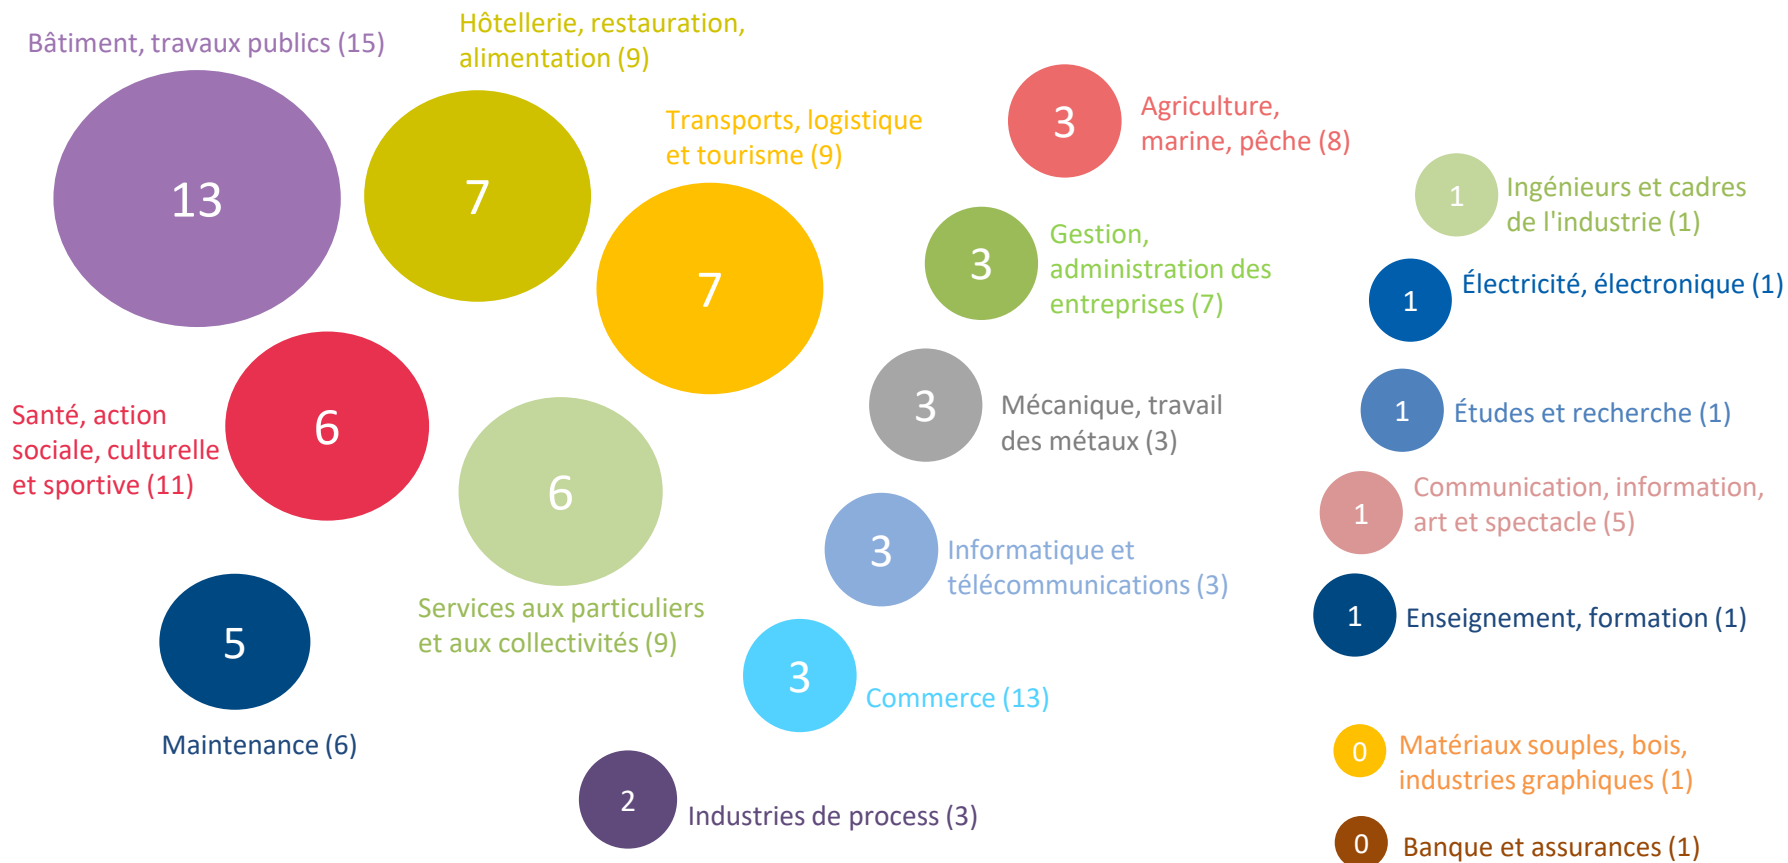 Bâtiment, travaux publics (15)
13
Hôtellerie, restauration,
alimentation (9)
7
Transports, logistique
et tourisme (9)
7
Santé, action
sociale, culturelle
et sportive (11)
6
6
Services aux particuliers
et aux collectivités (9)
5
Maintenance (6)
3
Agriculture,
marine, pêche (8)
3
Gestion,
administration des
entreprises (7)
3
Mécanique, travail
des métaux (3)
3
Informatique et
télécommunications (3)
3
Commerce (13)
2
Industries de process (3)
1
Ingénieurs et cadres
de l'industrie (1)
1
Électricité, électronique (1)
1
Études et recherche (1)
1
Communication, information,
art et spectacle (5)
1
Enseignement, formation (1)
0
Matériaux souples, bois,
industries graphiques (1)
0
Banque et assurances (1)